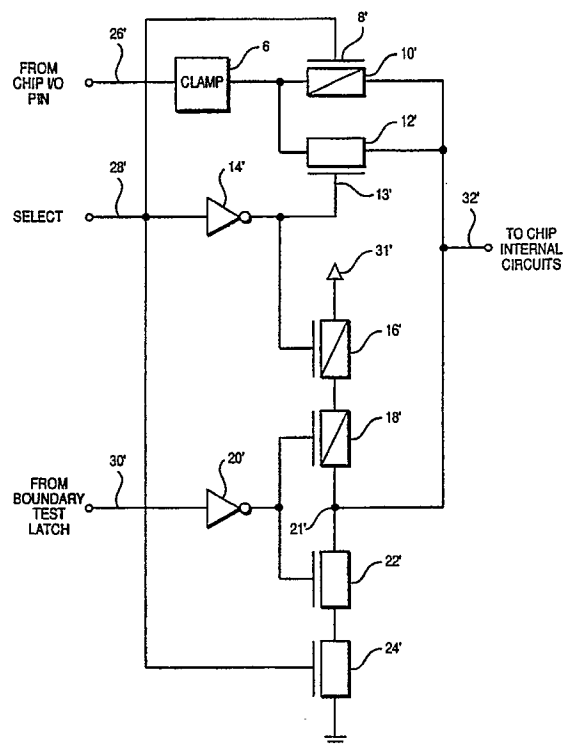 8'
26'
6
10'
FROM
CHIP I/O
PIN
CLAMP
12'
28'
14'
13'
SELECT
32'
TO CHIP
INTERNAL
CIRCUITS
31'
16'
18'
30'
20'
FROM
BOUNDARY
TEST
LATCH
21'
22'
24'